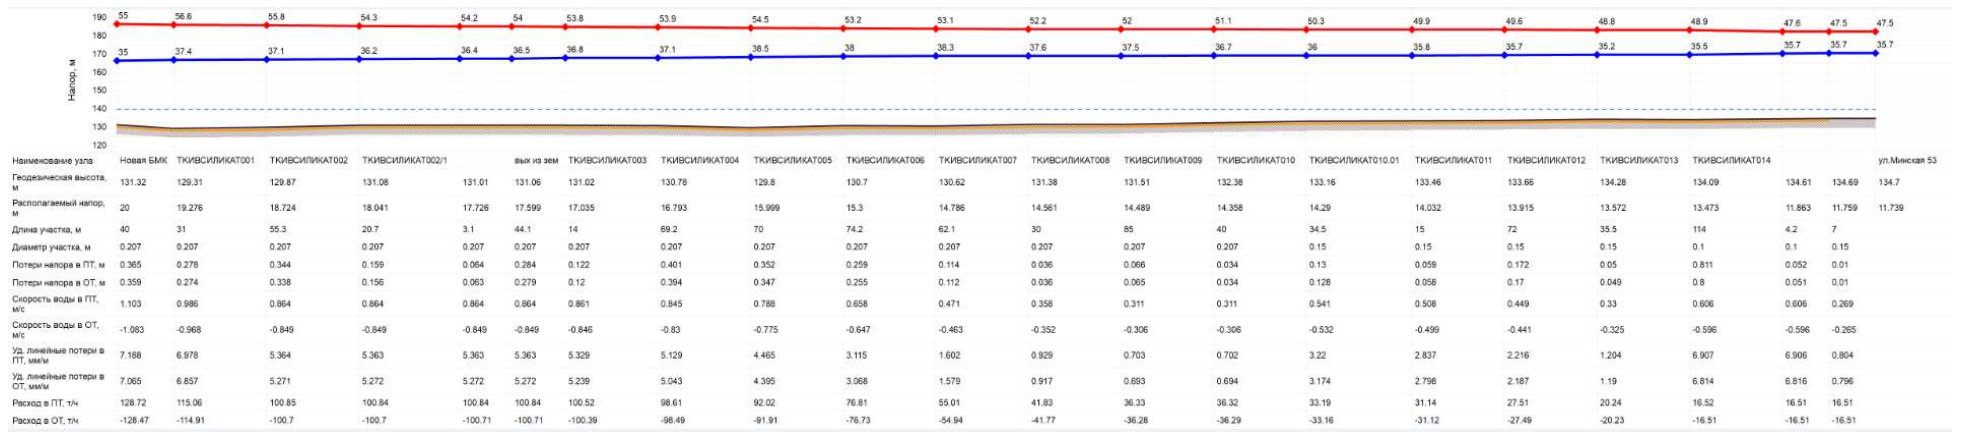 190 55 56.6 55.8 54.3 54.2 54 53.8 53.9 54.5 53.2 53.1 52.2 52 51.1 50.3 49.9 49.6 48.8 48.9 47.6 47.5 47.5
180
170 35 37.4 37.1 36.2 36.4 36.5 36.8 37.1 38.5 38 38.3 37.6 37.5 36.7 36 35.8 35.7 35.2 35.5 35.7 35.7 35.7
160
Напор, м
150
140
130
120
Наименование узла Новая БМК ТКИВСИЛИКАТ001 ТКИВСИЛИКАТ002 ТКИВСИЛИКАТ002/1 вых из зем ТКИВСИЛИКАТ003 ТКИВСИЛИКАТ004 ТКИВСИЛИКАТ005 ТКИВСИЛИКАТ006 ТКИВСИЛИКАТ007 ТКИВСИЛИКАТ008 ТКИВСИЛИКАТ009 ТКИВСИЛИКАТ010 ТКИВСИЛИКАТ010.01 ТКИВСИЛИКАТ011 ТКИВСИЛИКАТ012 ТКИВСИЛИКАТ013 ТКИВСИЛИКАТ014 ул.Минская 53
Геодезическая высота,
м 131.32 129.31 129.87 131.08 131.01 131.06 131.02 130.78 129.8 130.7 130.62 131.38 131.51 132.38 133.16 133.46 133.66 134.28 134.09 134.61 134.69 134.7
Располагаемый напор,
м 20 19.276 18.724 18.041 17.726 17.599 17.035 16.793 15.999 15.3 14.786 14.561 14.489 14.358 14.29 14.032 13.915 13.572 13.473 11.863 11.759 11.739
Длина участка, м 40 31 55.3 20.7 3.1 44.1 14 69.2 70 74.2 62.1 30 85 40 34.5 15 72 35.5 114 4.2 7
Диаметр участка, м 0.207 0.207 0.207 0.207 0.207 0.207 0.207 0.207 0.207 0.207 0.207 0.207 0.207 0.207 0.15 0.15 0.15 0.15 0.1 0.1 0.15
Потери напора в ПТ, м 0.365 0.278 0.344 0.159 0.064 0.284 0.122 0.401 0.352 0.259 0.114 0.036 0.066 0.034 0.13 0.059 0.172 0.05 0.811 0.052 0.01
Потери напора в ОТ, м 0.359 0.274 0.338 0.156 0.063 0.279 0.12 0.394 0.347 0.255 0.112 0.036 0.065 0.034 0.128 0.058 0.17 0.049 0.8 0.051 0.01
Скорость воды в ПТ,
м/с 1.103 0.986 0.864 0.864 0.864 0.864 0.861 0.845 0.788 0.658 0.471 0.358 0.311 0.311 0.541 0.508 0.449 0.33 0.606 0.606 0.269
Скорость воды в ОТ,
м/с -1.083 -0.968 -0.849 -0.849 -0.849 -0.849 -0.846 -0.83 -0.775 -0.647 -0.463 -0.352 -0.306 -0.306 -0.532 -0.499 -0.441 -0.325 -0.596 -0.596 -0.265
Уд. линейные потери в
ПТ, мм/м 7.188 6.978 5.364 5.363 5.363 5.363 5.329 5.129 4.465 3.115 1.602 0.929 0.703 0.702 3.22 2.837 2.216 1.204 6.907 6.906 0.804
Уд. линейные потери в
ОТ, мм/м 7.065 6.857 5.271 5.272 5.272 5.272 5.239 5.043 4.395 3.068 1.579 0.917 0.693 0.694 3.174 2.798 2.187 1.19 6.814 6.816 0.796
Расход в ПТ, т/ч 128.72 115.06 100.85 100.84 100.84 100.84 100.52 98.61 92.02 76.81 55.01 41.83 36.33 36.32 33.19 31.14 27.51 20.24 16.52 16.51 16.51
Расход в ОТ, т/ч -128.47 -114.91 -100.7 -100.7 -100.71 -100.71 -100.39 -98.49 -91.91 -76.73 -54.94 -41.77 -36.28 -36.29 -33.16 -31.12 -27.49 -20.23 -16.51 -16.51 -16.51